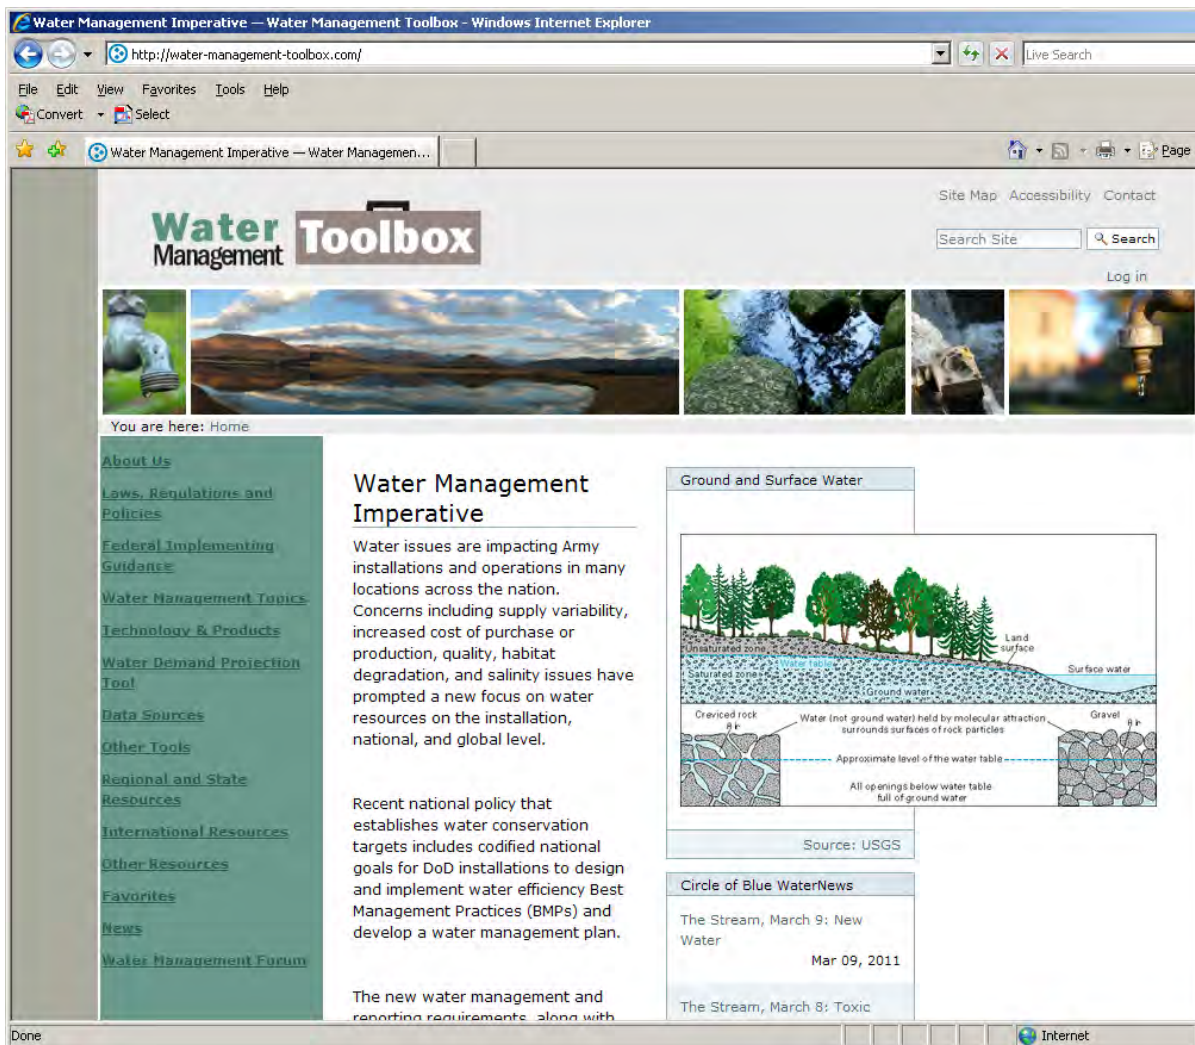 Water Management Imperative — Water Management Toolbox - Windows Internet Explorer
http://water-management-toolbox.com/
Live Search
File Edit View Favorites Tools Help
Convert Select
Water Management Imperative — Water Managemen...
Page
Site Map Accessibility Contact
Water Management Toolbox
Search Site
Search
Log in
You are here: Home
About Us
Laws, Regulations and
Policies
Federal Implementing
Guidance
Water Management Topics
Technology & Products
Water Demand Projection
Tool
Data Sources
Other Tools
Regional and State
Resources
International Resources
Other Resources
Favorites
News
Water Management Forum
Water Management
Imperative
Water issues are impacting Army
installations and operations in many
locations across the nation.
Concerns including supply variability,
increased cost of purchase or
production, quality, habitat
degradation, and salinity issues have
prompted a new focus on water
resources on the installation,
national, and global level.
Recent national policy that
establishes water conservation
targets includes codified national
goals for DoD installations to design
and implement water efficiency Best
Management Practices (BMPs) and
develop a water management plan.
The new water management and
reporting requirements, along with
Ground and Surface Water
Land
surface
Unsaturated zone
Water table
Surface water
Saturated zone
Ground water
Creviced rock
Water (not ground water) held by molecular attraction
surrounds surfaces of rock particles
Gravel
Approximate level of the water table
All openings below water table
full of ground water
Source: USGS
Circle of Blue WaterNews
The Stream, March 9: New
Water
Mar 09, 2011
The Stream, March 8: Toxic
Done
Internet